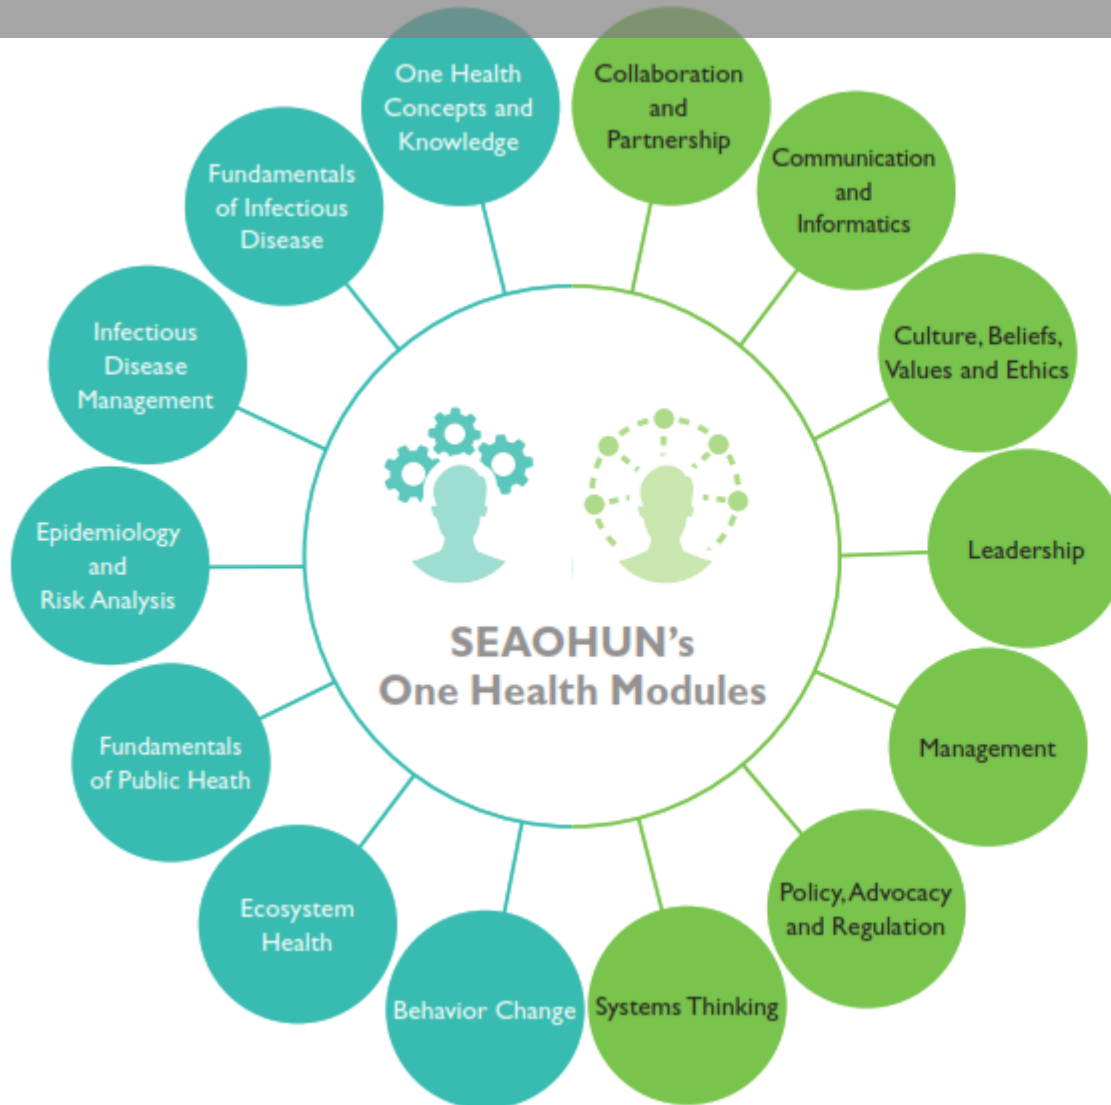 One Health
Concepts and
Knowledge
Collaboration
and
Partnership
Communication
and
Informatics
Culture, Beliefs,
Values and Ethics
Leadership
Management
Policy, Advocacy
and Regulation
Systems Thinking
Behavior Change
Ecosystem
Health
Fundamentals
of Public Heath
Epidemiology
and
Risk Analysis
Infectious
Disease
Management
Fundamentals
of Infectious
Disease
SEAOHUN's
One Health Modules